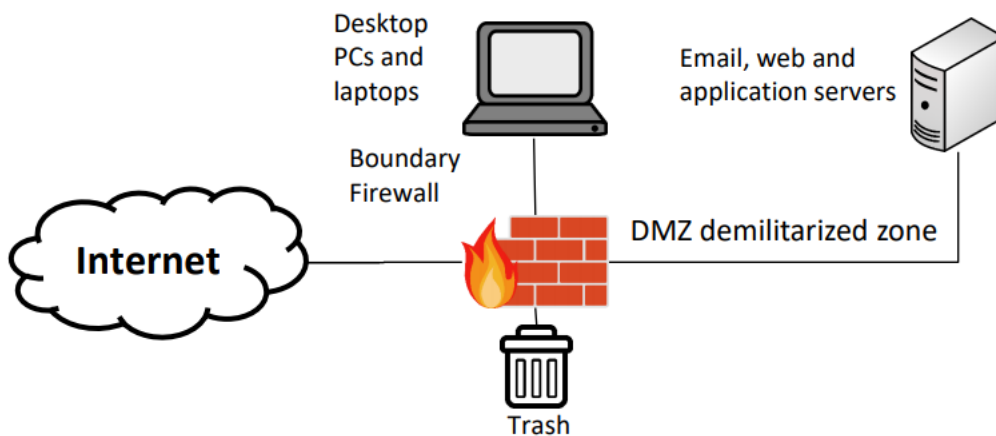 Desktop
PCs and
laptops
Email, web and
application servers
Boundary
Firewall
Internet
DMZ demilitarized zone
Trash